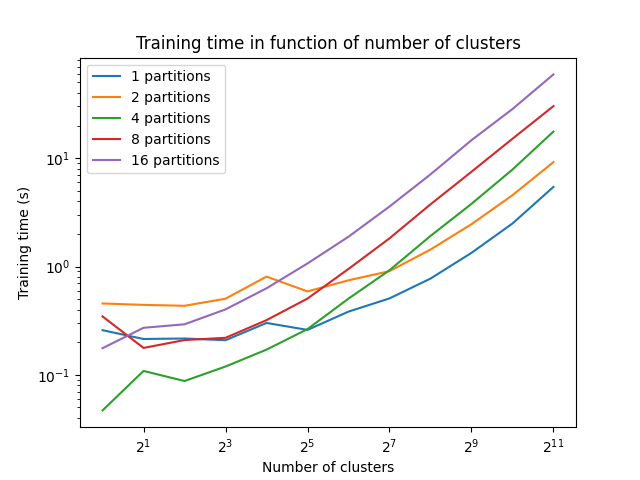 Training time in function of number of clusters
1 partitions
2 partitions
4 partitions
8 partitions
16 partitions
10¹
10⁰
10⁻¹
Training time (s)
2¹ 2³ 2⁵ 2⁷ 2⁹ 2¹¹
Number of clusters